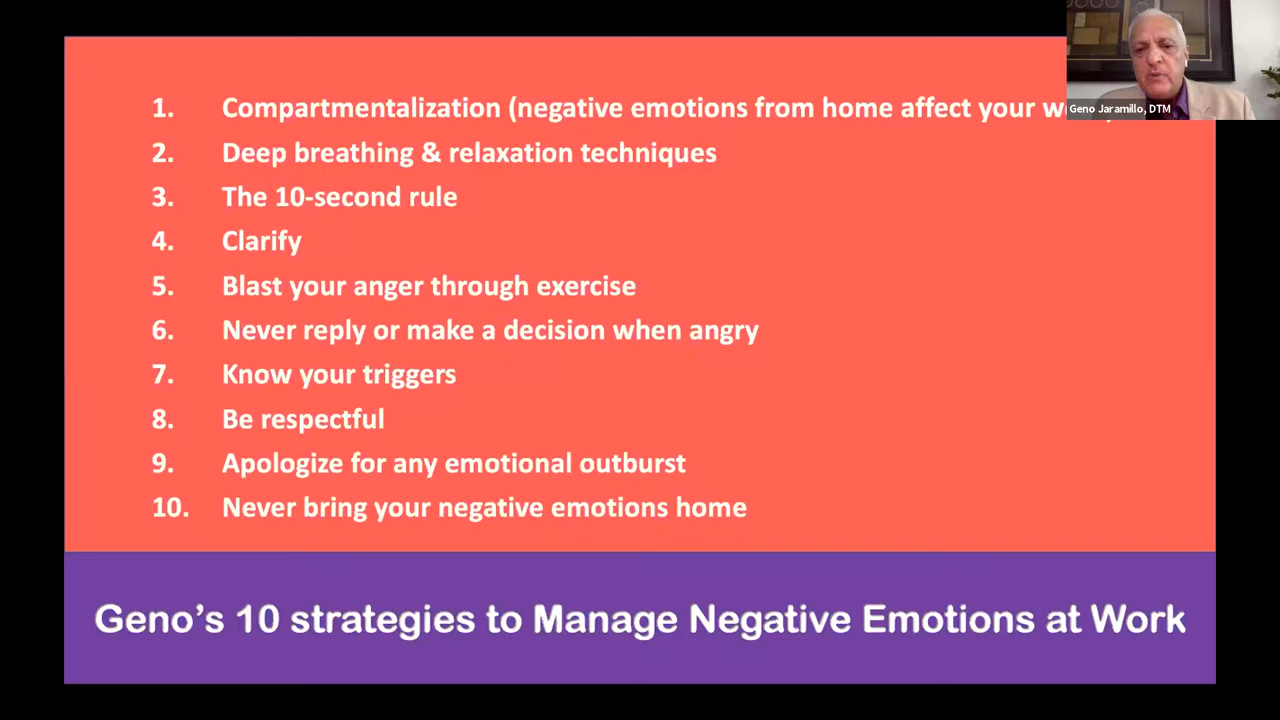 1. Compartmentalization (negative emotions from home affect your
Geno Jaramillo, DTM
2. Deep breathing & relaxation techniques
3. The 10-second rule
4. Clarify
5. Blast your anger through exercise
6. Never reply or make a decision when angry
7. Know your triggers
8. Be respectful
9. Apologize for any emotional outburst
10. Never bring your negative emotions home
Geno's 10 strategies to Manage Negative Emotions at Work